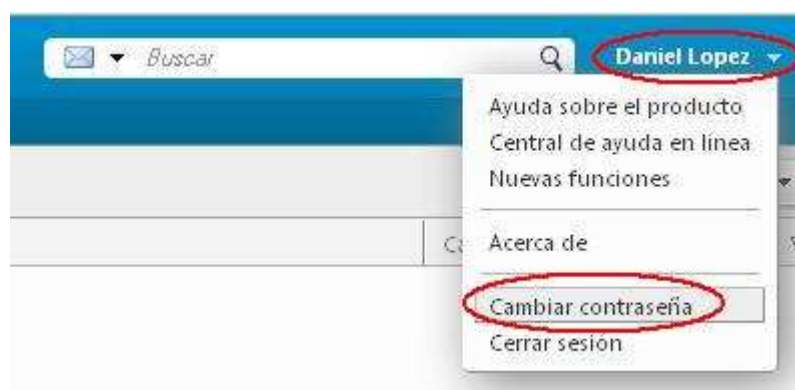 Buscar
Daniel Lopez
Ayuda sobre el producto
Central de ayuda en línea
Nuevas funciones
Acerca de
Cambiar contraseña
Cerrar sesión